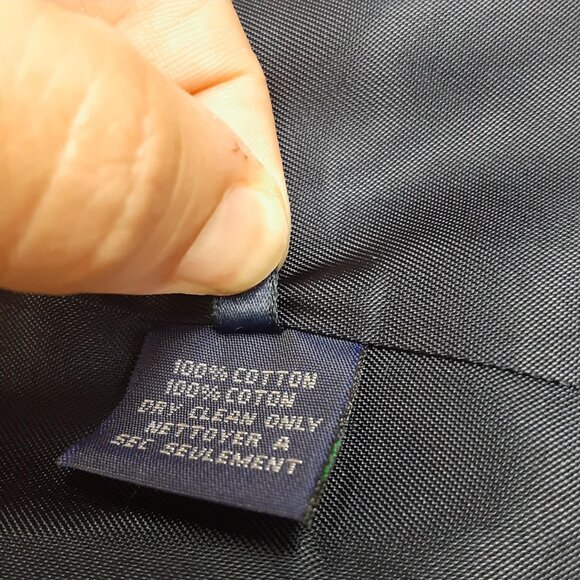 100% COTTON
100% COTON
DRY CLEAN ONLY
NETTOYER A
SEC SEULEMENT